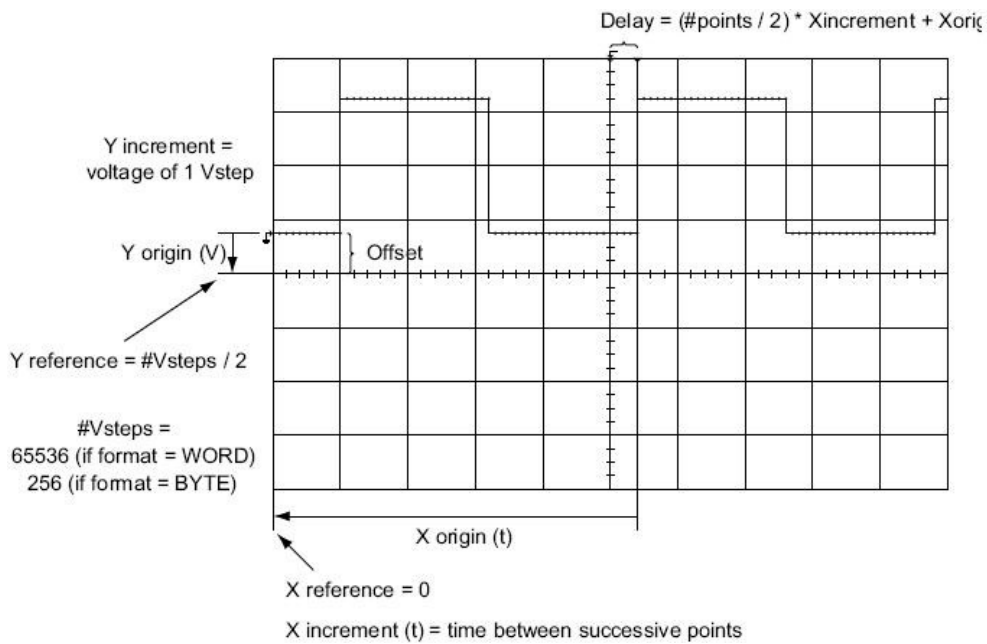 Delay = (#points / 2) * Xincrement + Xorig
Y increment =
voltage of 1 Vstep
Y origin (V)
Offset
Y reference = #Vsteps / 2
#Vsteps =
65536 (if format = WORD)
256 (if format = BYTE)
X origin (t)
X reference = 0
X increment (t) = time between successive points